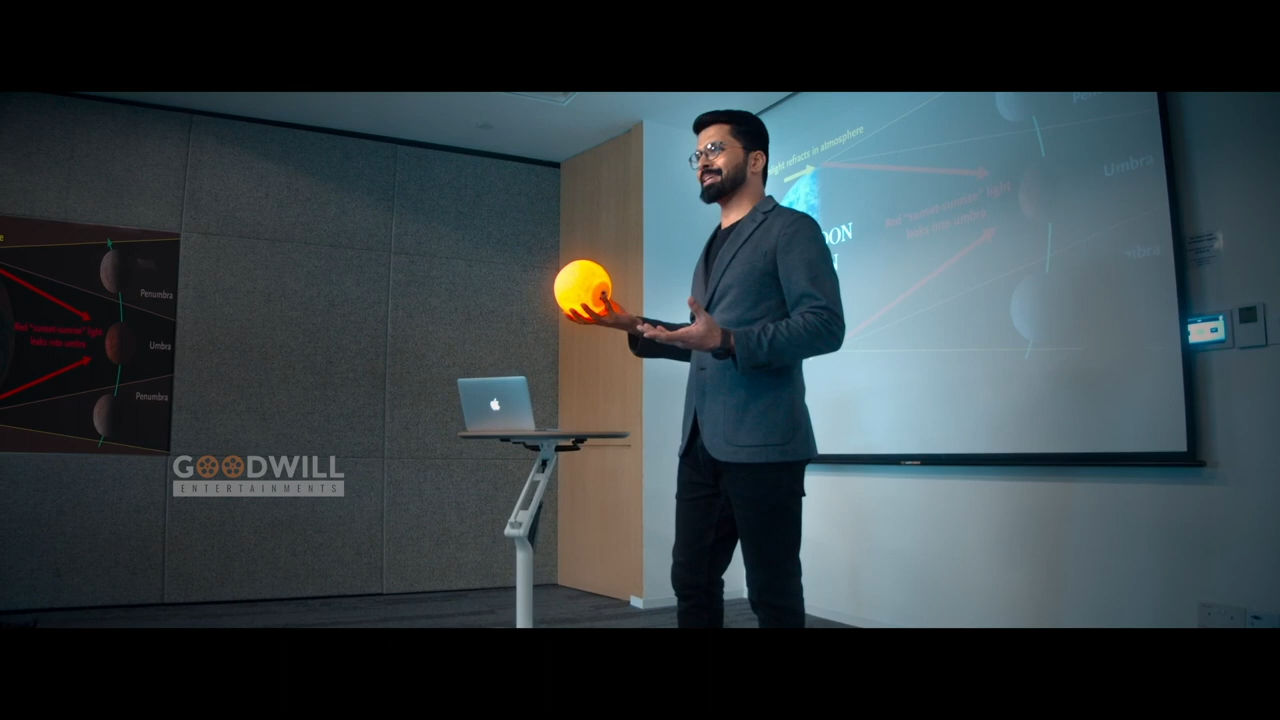 Penumbra
Red "sunset-sunrise" light
leaks into umbra
Umbra
Penumbra
GOODWILL
ENTERTAINMENTS
light refracts in atmosphere
Umbra
Red "sunset-sunrise" light
leaks into umbra